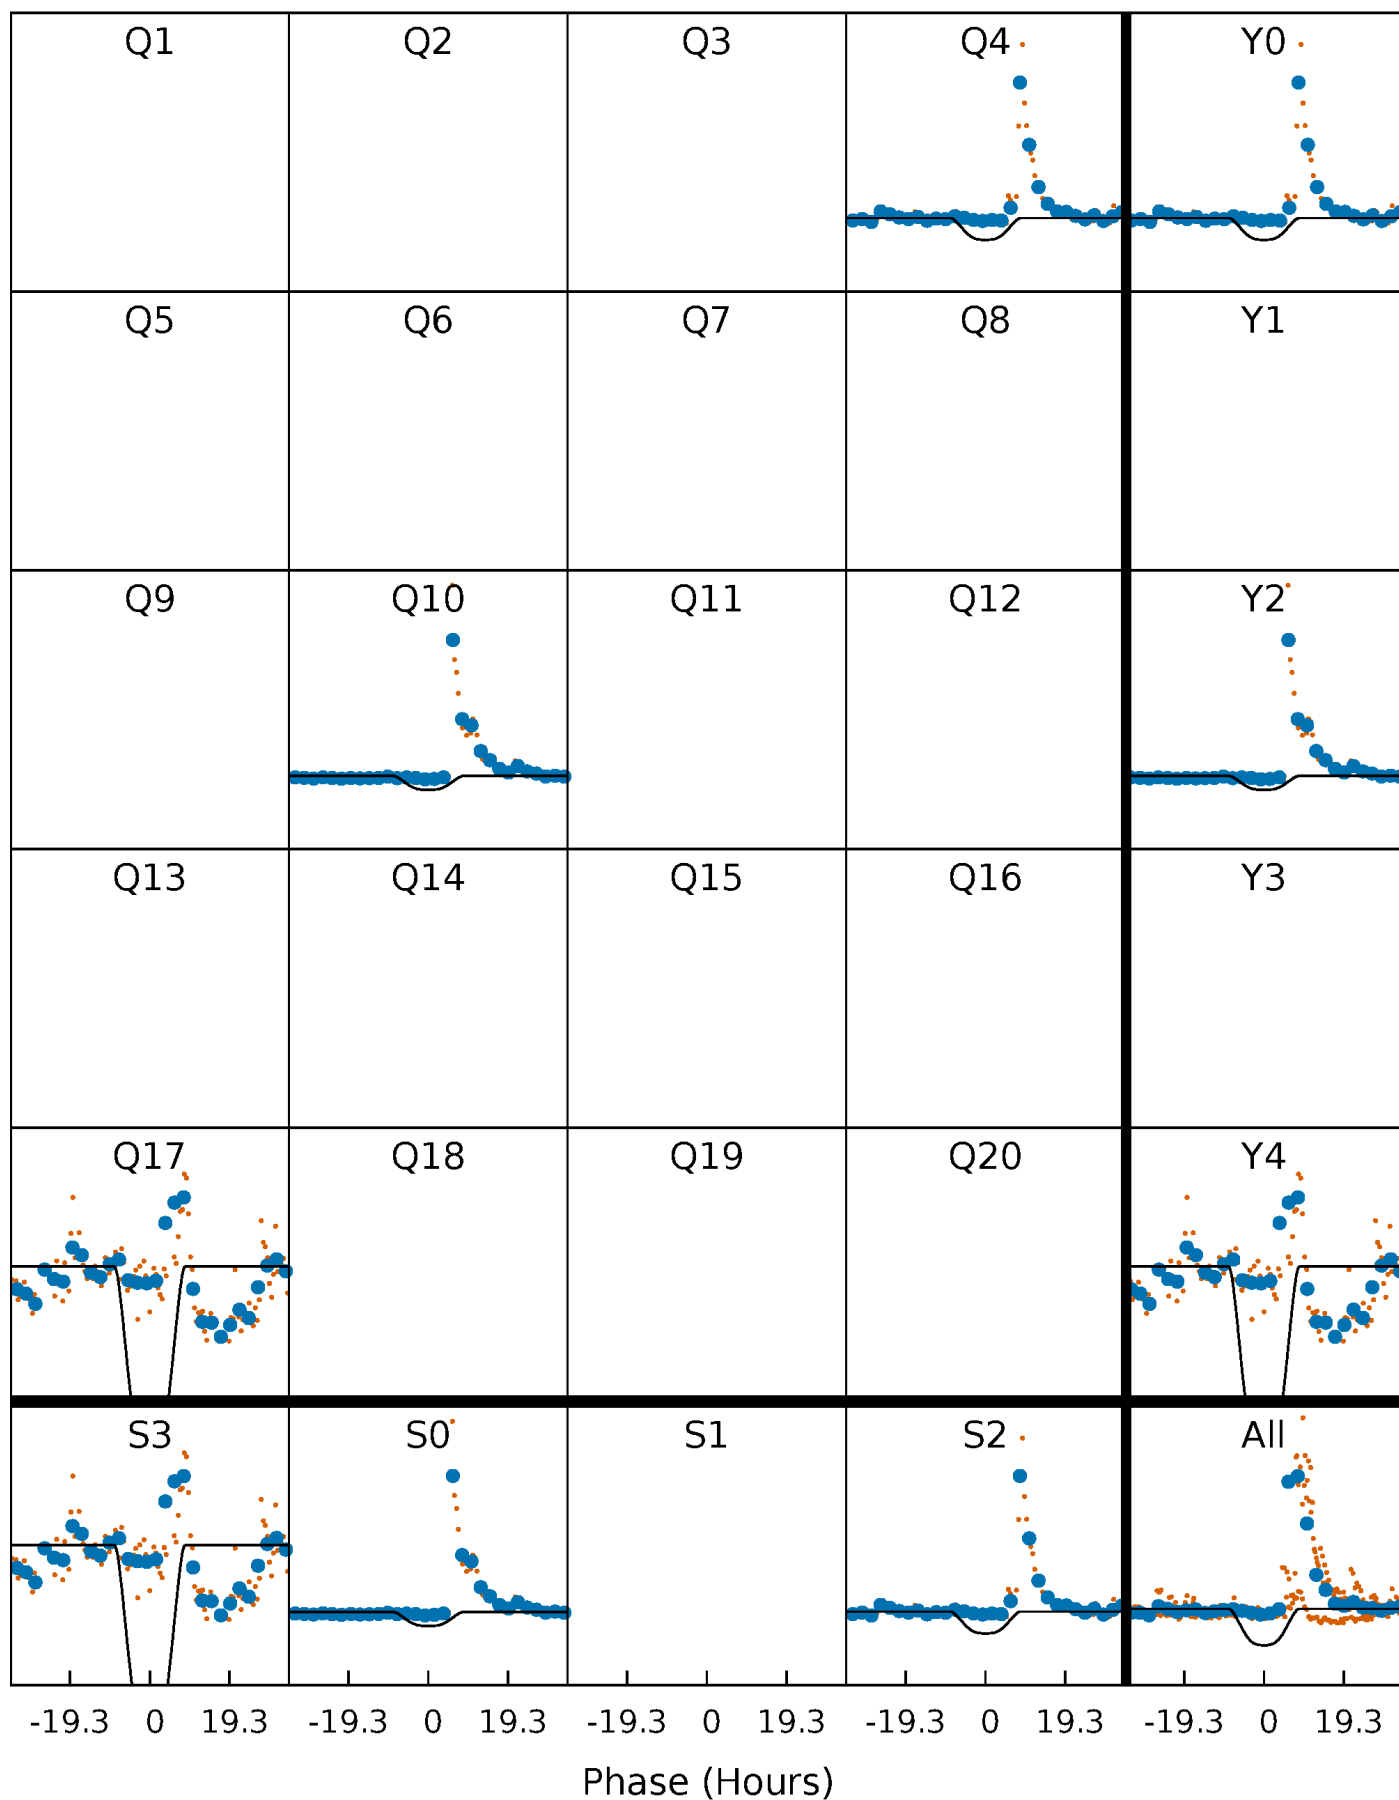 Q1 Q2 Q3 Q4 Y0
Q5 Q6 Q7 Q8 Y1
Q9 Q10 Q11 Q12 Y2
Q13 Q14 Q15 Q16 Y3
Q17 Q18 Q19 Q20 Y4
S3 S0 S1 S2 All
-19.3 0 19.3 -19.3 0 19.3 -19.3 0 19.3 -19.3 0 19.3 -19.3 0 19.3
Phase (Hours)